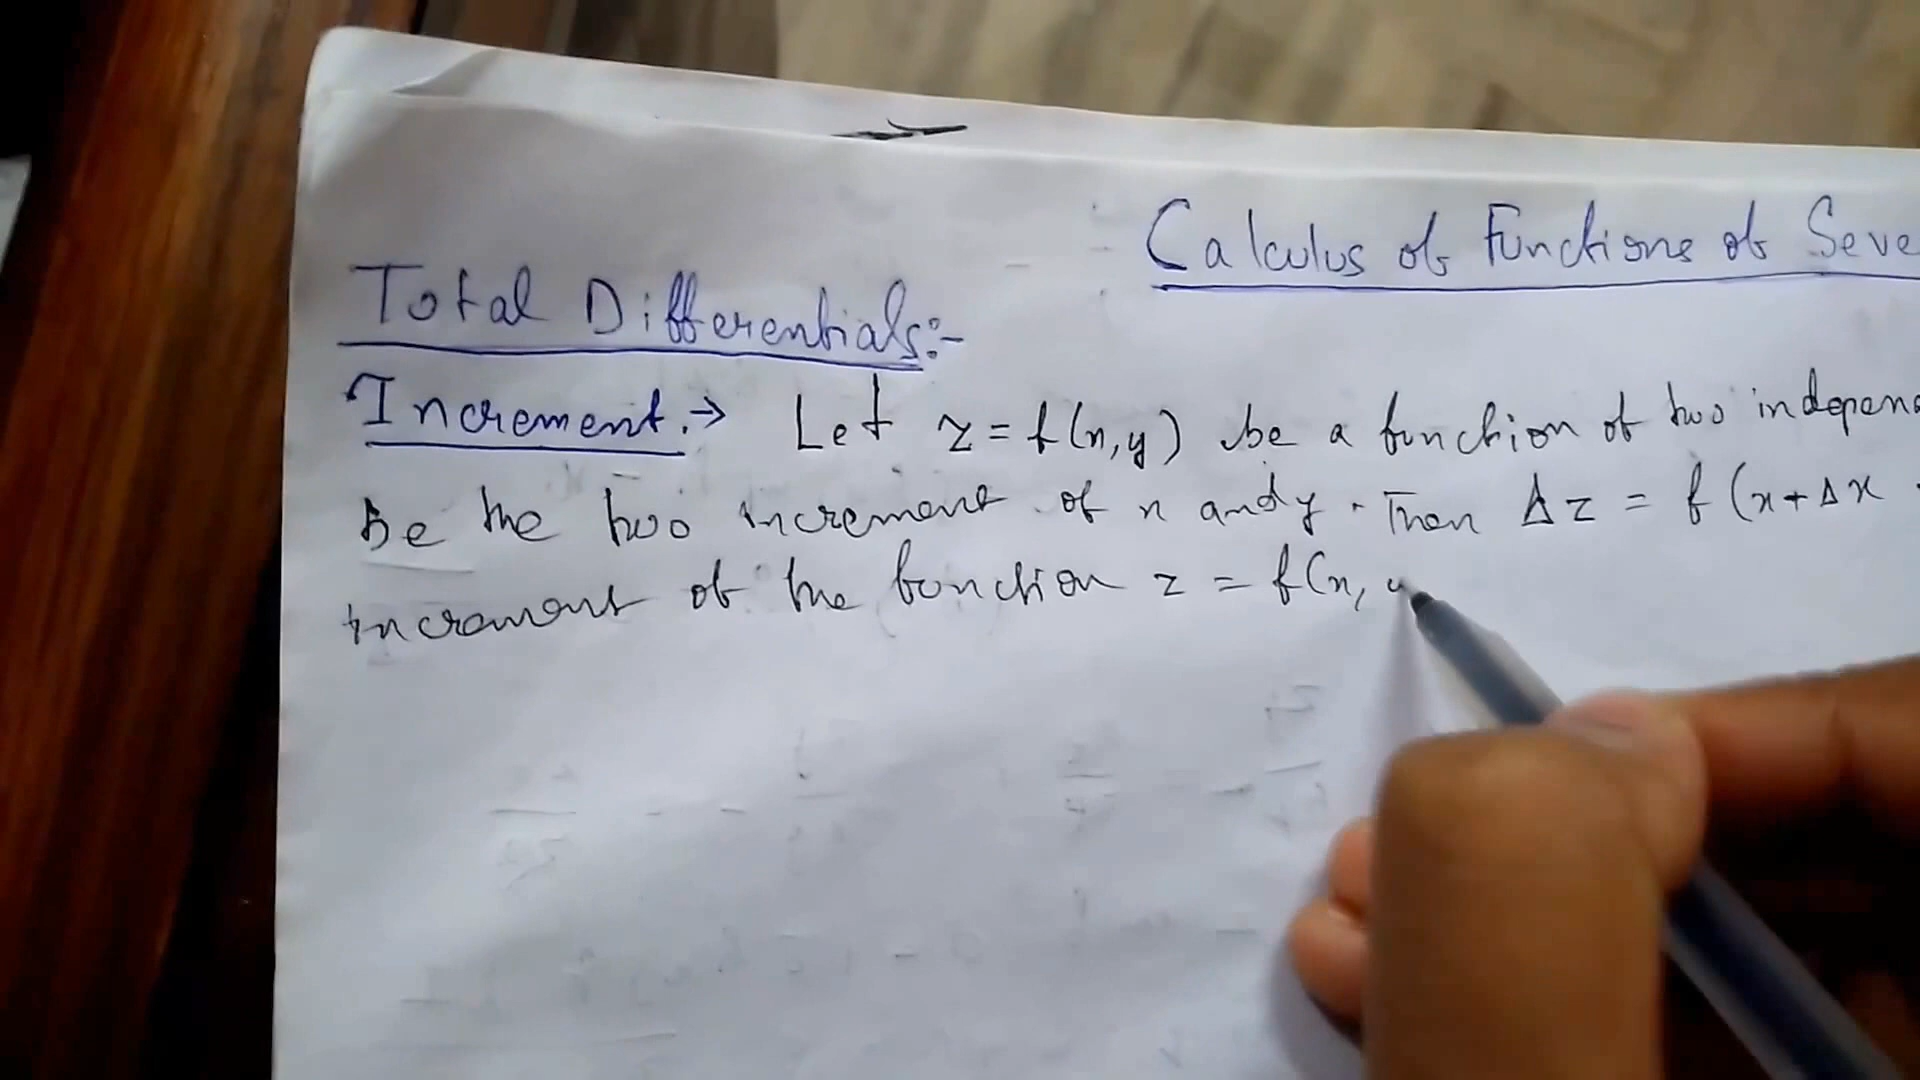 Calculus of Functions of Seve
Total Differentials:-
Increment.→ Let z = f(x,y) be a function of two independ
be the two increment of x and y. Then Δz = f(x+Δx
increment of the function z = f(x, y